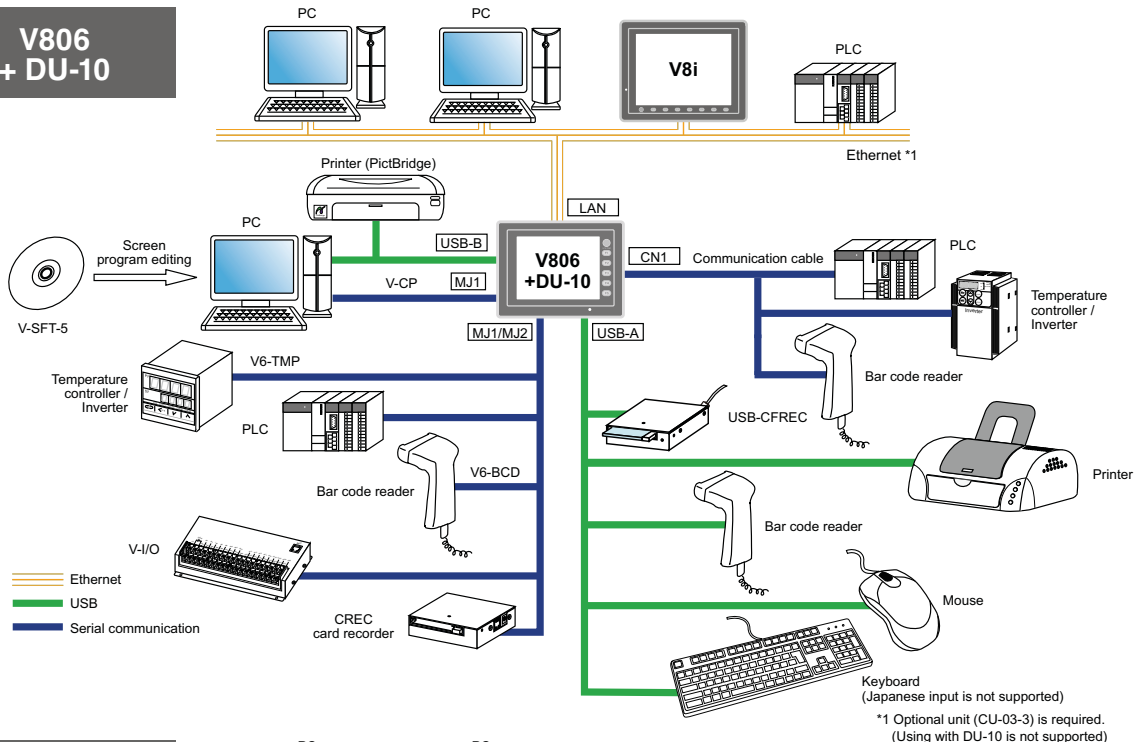 V806
+ DU-10
PC
PC
V8i
PLC
Ethernet *1
Printer (PictBridge)
LAN
PC
USB-B
V806
+DU-10
CN1
Communication cable
PLC
Screen
program editing
V-CP
MJ1
Temperature
controller /
Inverter
Inverter
V-SFT-5
MJ1/MJ2
USB-A
V6-TMP
Temperature
controller /
Inverter
Bar code reader
PLC
USB-CFREC
V6-BCD
Bar code reader
Printer
Bar code reader
V-I/O
Ethernet
USB
Serial communication
CREC
card recorder
Mouse
Keyboard
(Japanese input is not supported)
*1 Optional unit (CU-03-3) is required.
(Using with DU-10 is not supported)